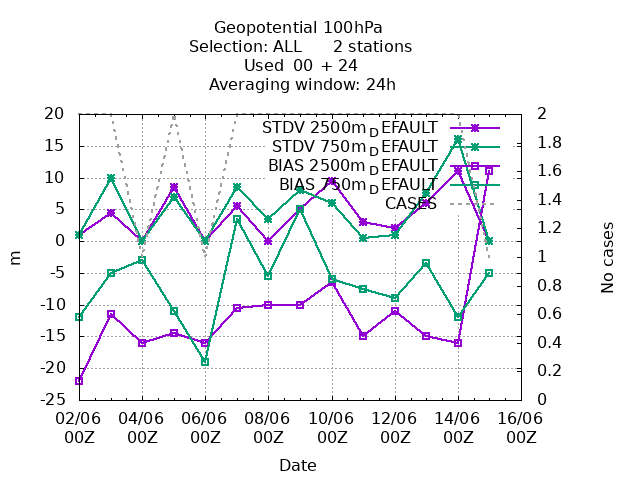 Geopotential 100hPa
Selection: ALL 2 stations
Used 00 + 24
Averaging window: 24h
20 2
15 1.8
10 1.6
5 1.4
0 1.2
-5 1
-10 0.8
-15 0.6
-20 0.4
-25 0.2
0
STDV 2500m DEFAULT
STDV 750m DEFAULT
BIAS 2500m DEFAULT
BIAS 750m DEFAULT
CASES
m
No cases
02/06 04/06 06/06 08/06 10/06 12/06 14/06 16/06
00Z 00Z 00Z 00Z 00Z 00Z 00Z 00Z
Date